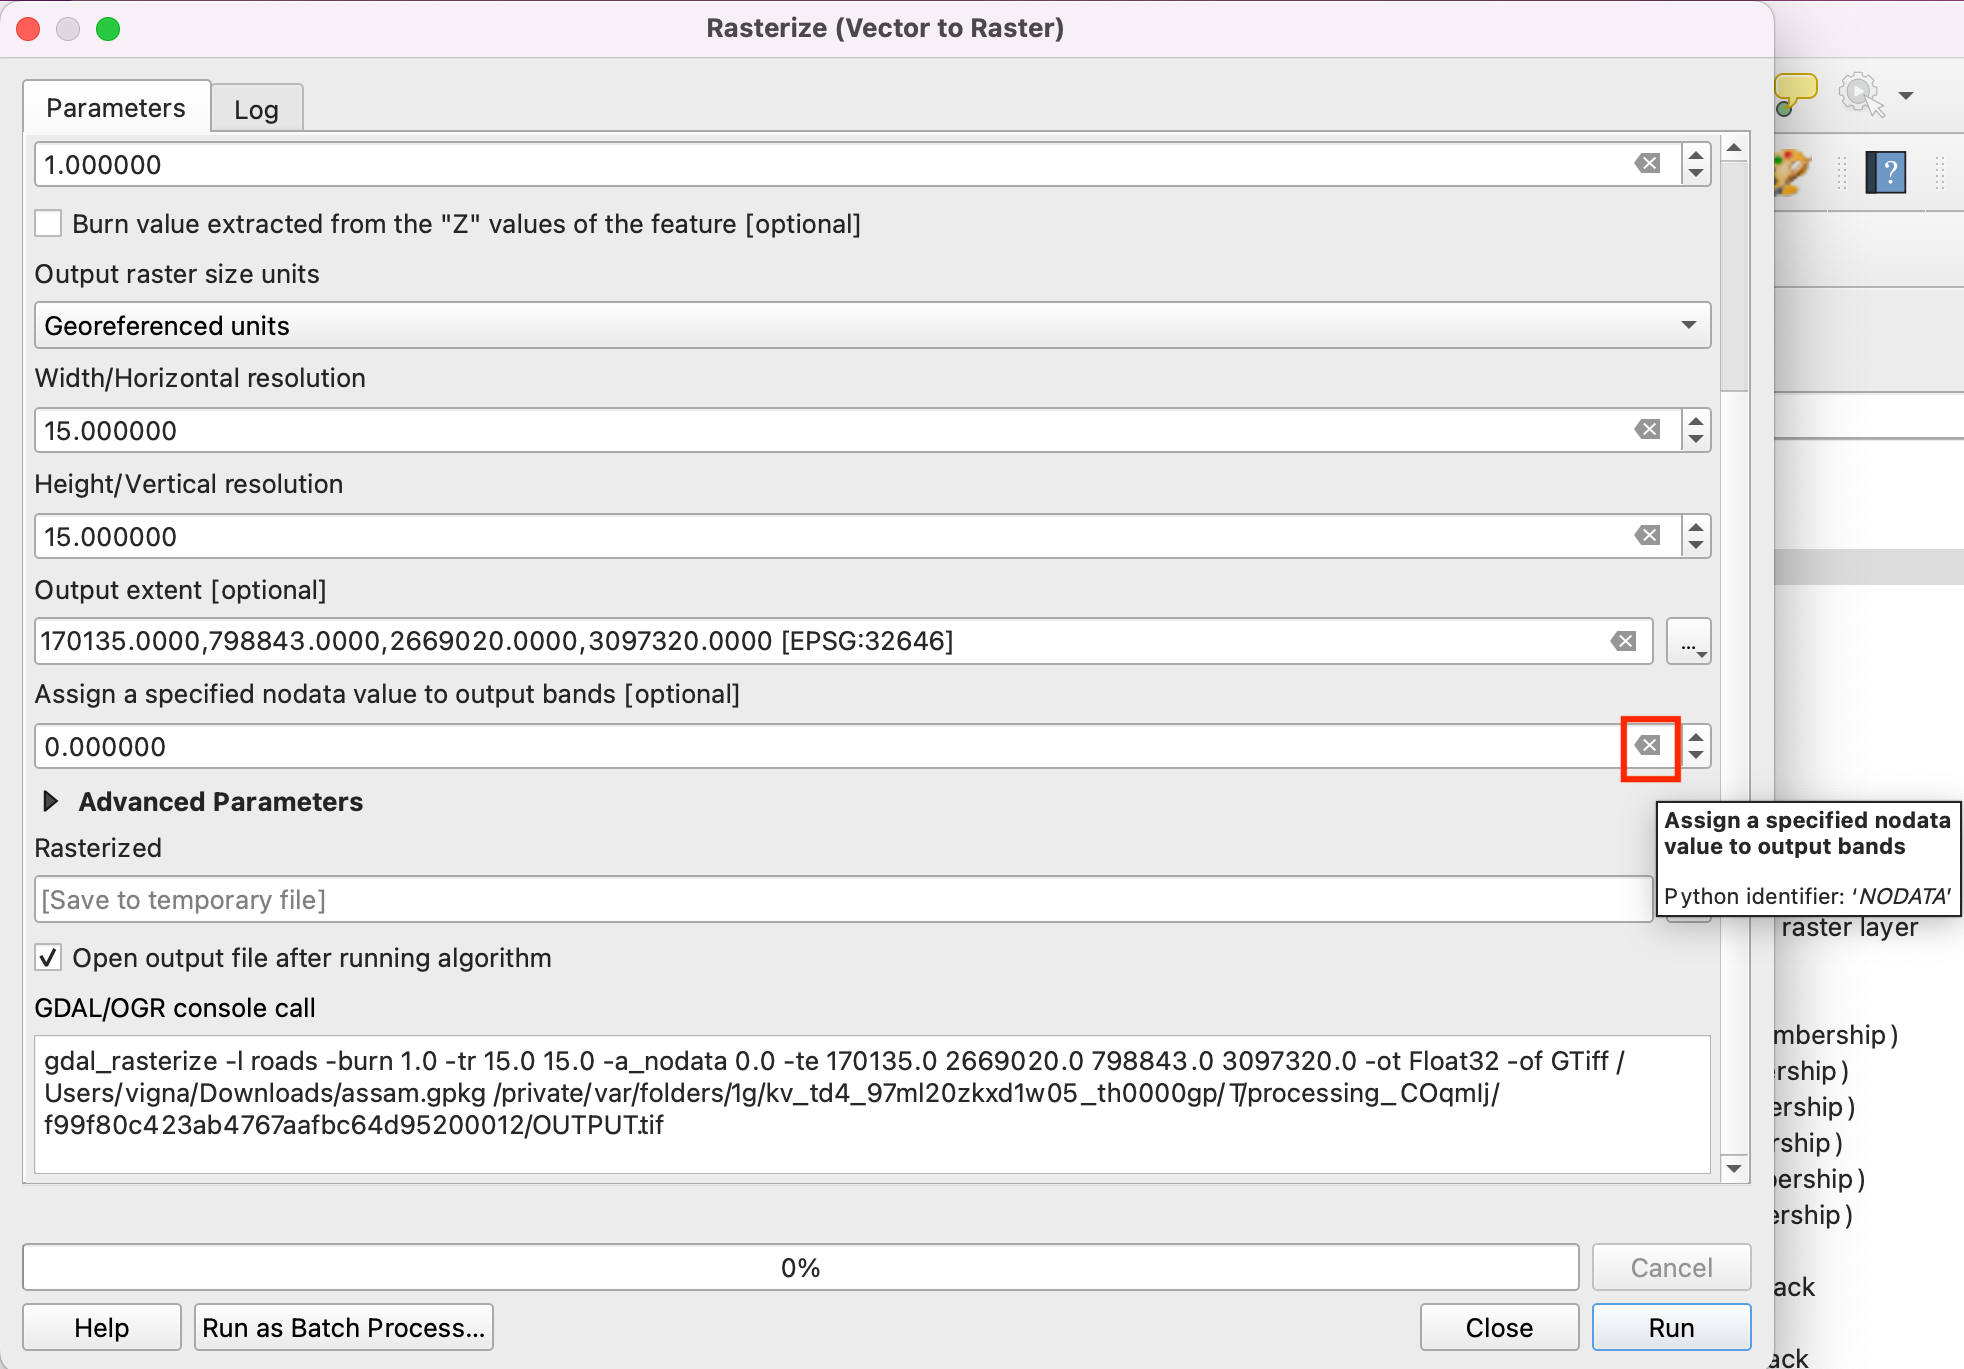 Rasterize (Vector to Raster)
Parameters
Log
1.000000
Burn value extracted from the "Z" values of the feature [optional]
Output raster size units
Georeferenced units
Width/Horizontal resolution
15.000000
Height/Vertical resolution
15.000000
Output extent [optional]
170135.0000,798843.0000,2669020.0000,3097320.0000 [EPSG:32646]
...
Assign a specified nodata value to output bands [optional]
0.000000
Advanced Parameters
Assign a specified nodata
value to output bands
Python identifier: 'NODATA'
Rasterized
[Save to temporary file]
raster layer
Open output file after running algorithm
GDAL/OGR console call
gdal_rasterize -l roads -burn 1.0 -tr 15.0 15.0 -a_nodata 0.0 -te 170135.0 2669020.0 798843.0 3097320.0 -ot Float32 -of GTiff /
Users/vigna/Downloads/assam.gpkg /private/var/folders/1g/kv_td4_97ml20zkxd1w05_th0000gp/T/processing_COqmIj/
f99f80c423ab4767aafbc64d95200012/OUTPUT.tif
mbership)
rship)
ership)
rship)
bership)
ership)
ack
ack
0%
Cancel
Help
Run as Batch Process...
Close
Run